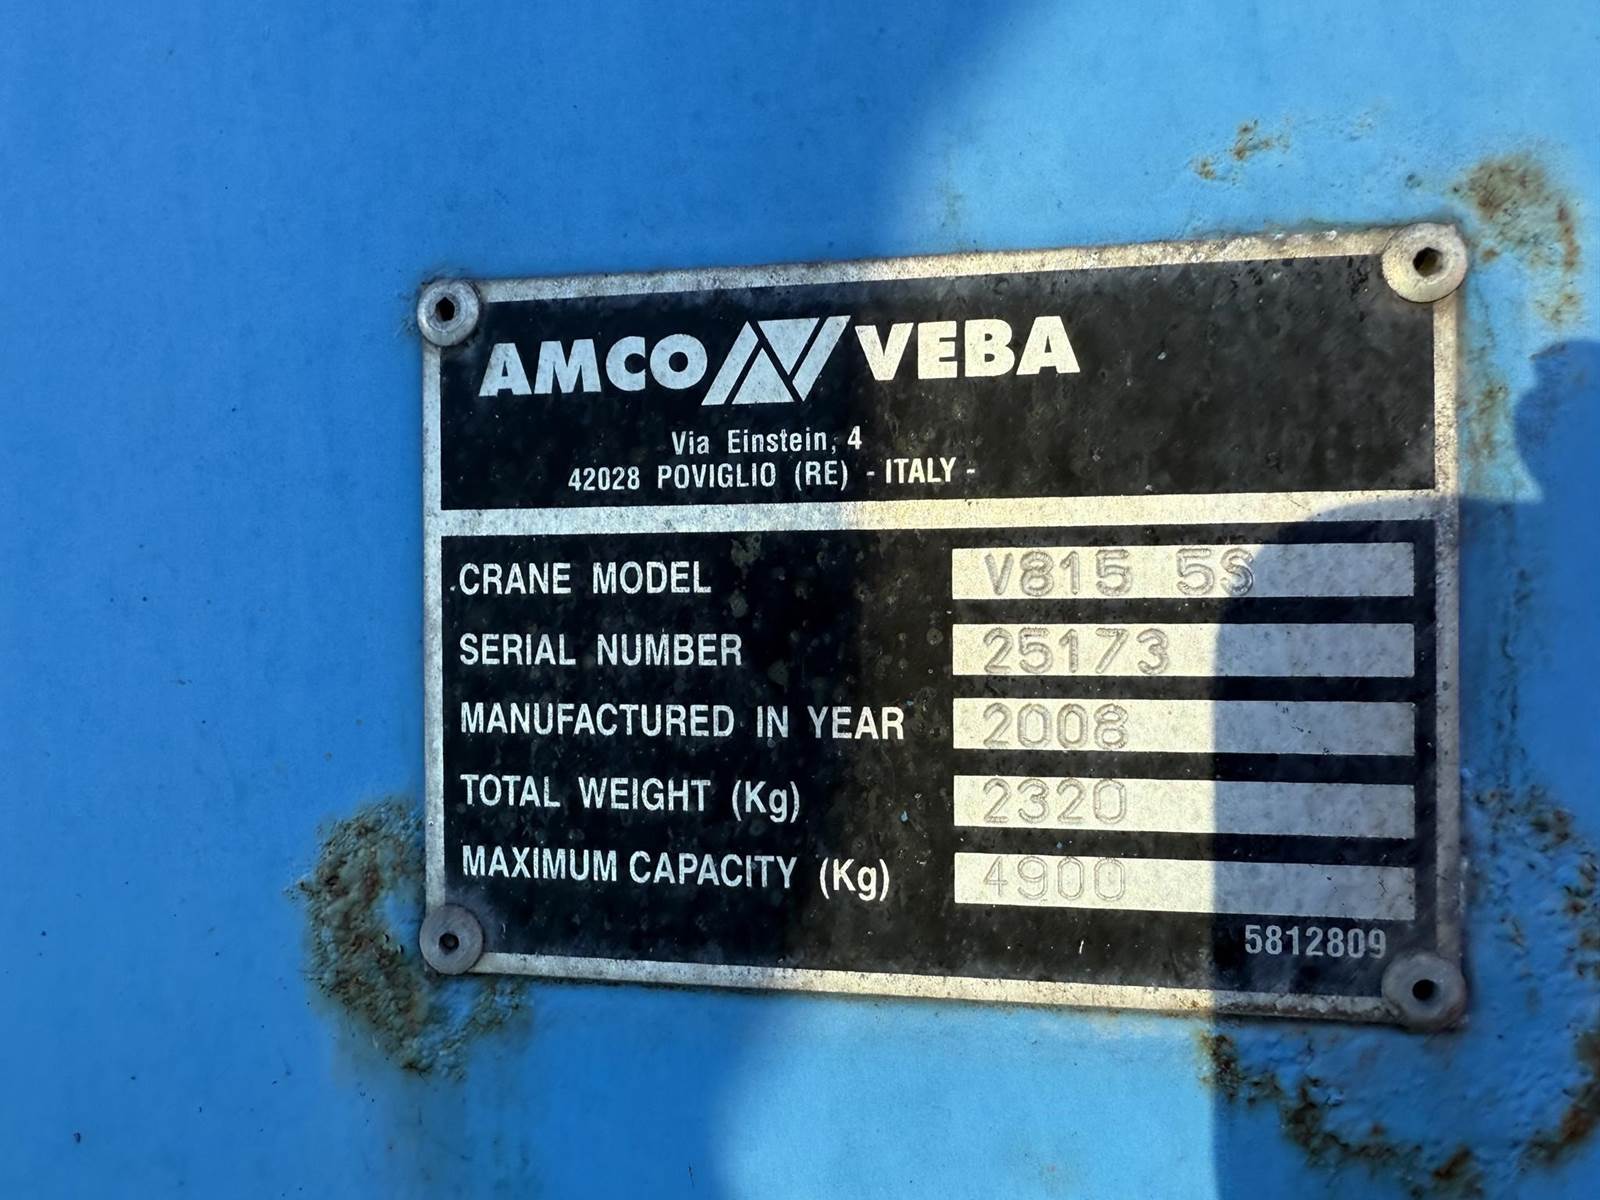 AMCO VEBA
Via Einstein, 4
42028 POVIGLIO (RE) - ITALY -
CRANE MODEL V815 5S
SERIAL NUMBER 25173
MANUFACTURED IN YEAR 2008
TOTAL WEIGHT (Kg) 2320
MAXIMUM CAPACITY (Kg) 4900
5812809